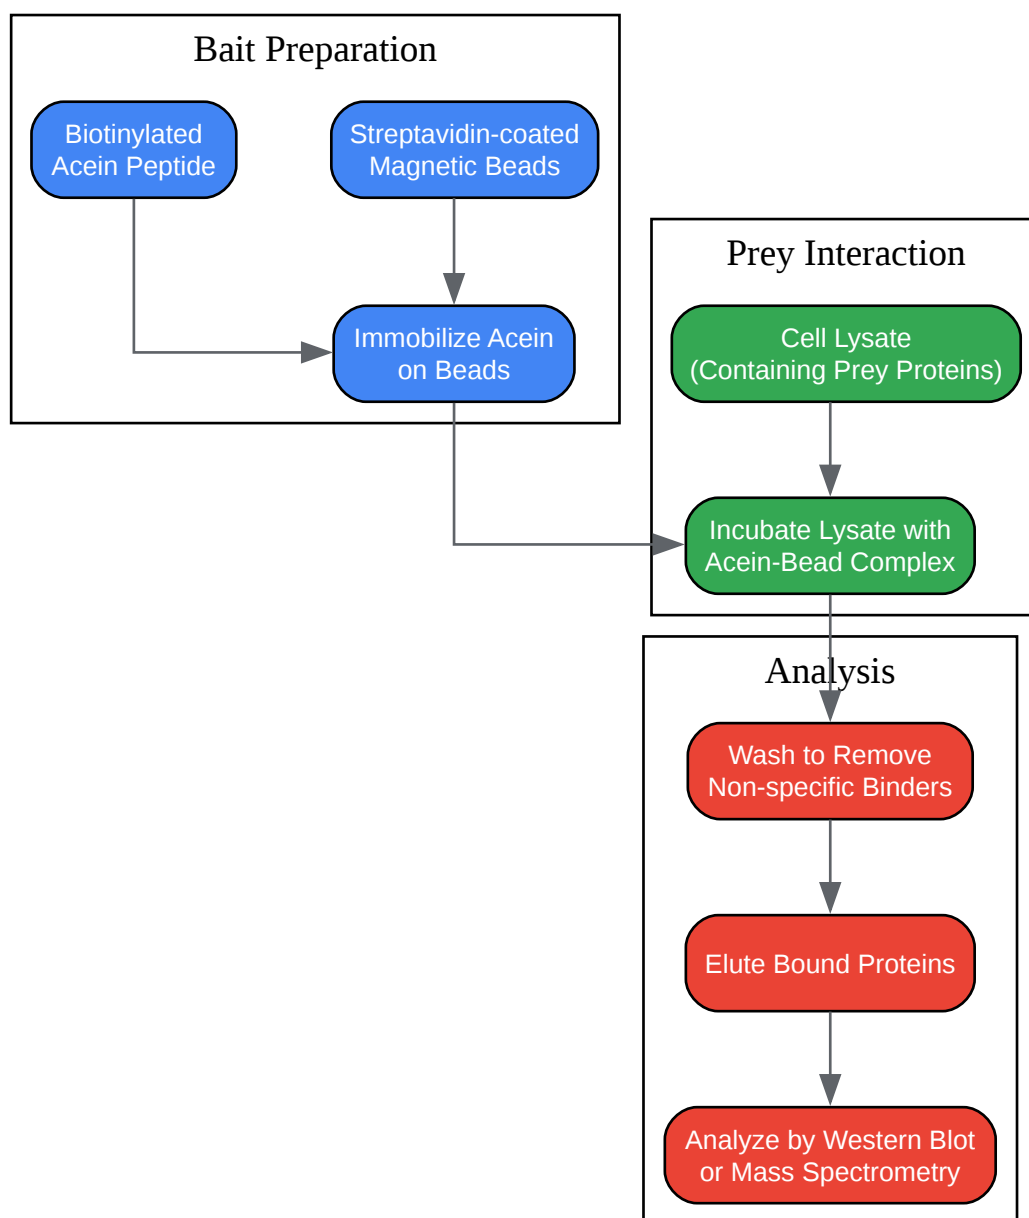 Bait Preparation
Biotinylated
Acein Peptide
Streptavidin-coated
Magnetic Beads
Immobilize Acein
on Beads
Prey Interaction
Cell Lysate
(Containing Prey Proteins)
Incubate Lysate with
Acein-Bead Complex
Analysis
Wash to Remove
Non-specific Binders
Elute Bound Proteins
Analyze by Western Blot
or Mass Spectrometry